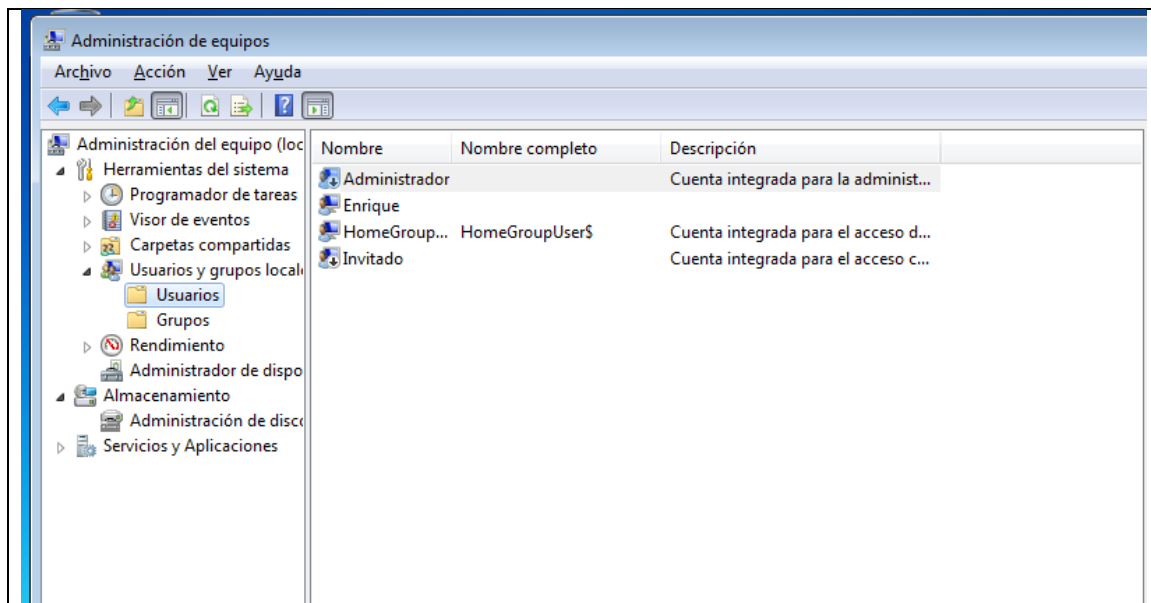 Administración de equipos
Archivo Acción Ver Ayuda
Administración del equipo (loc
Herramientas del sistema
Programador de tareas
Visor de eventos
Carpetas compartidas
Usuarios y grupos local
Usuarios
Grupos
Rendimiento
Administrador de dispo
Almacenamiento
Administración de disc
Servicios y Aplicaciones
Nombre Nombre completo Descripción
Administrador Cuenta integrada para la administ...
Enrique
HomeGroup... HomeGroupUser$ Cuenta integrada para el acceso d...
Invitado Cuenta integrada para el acceso c...